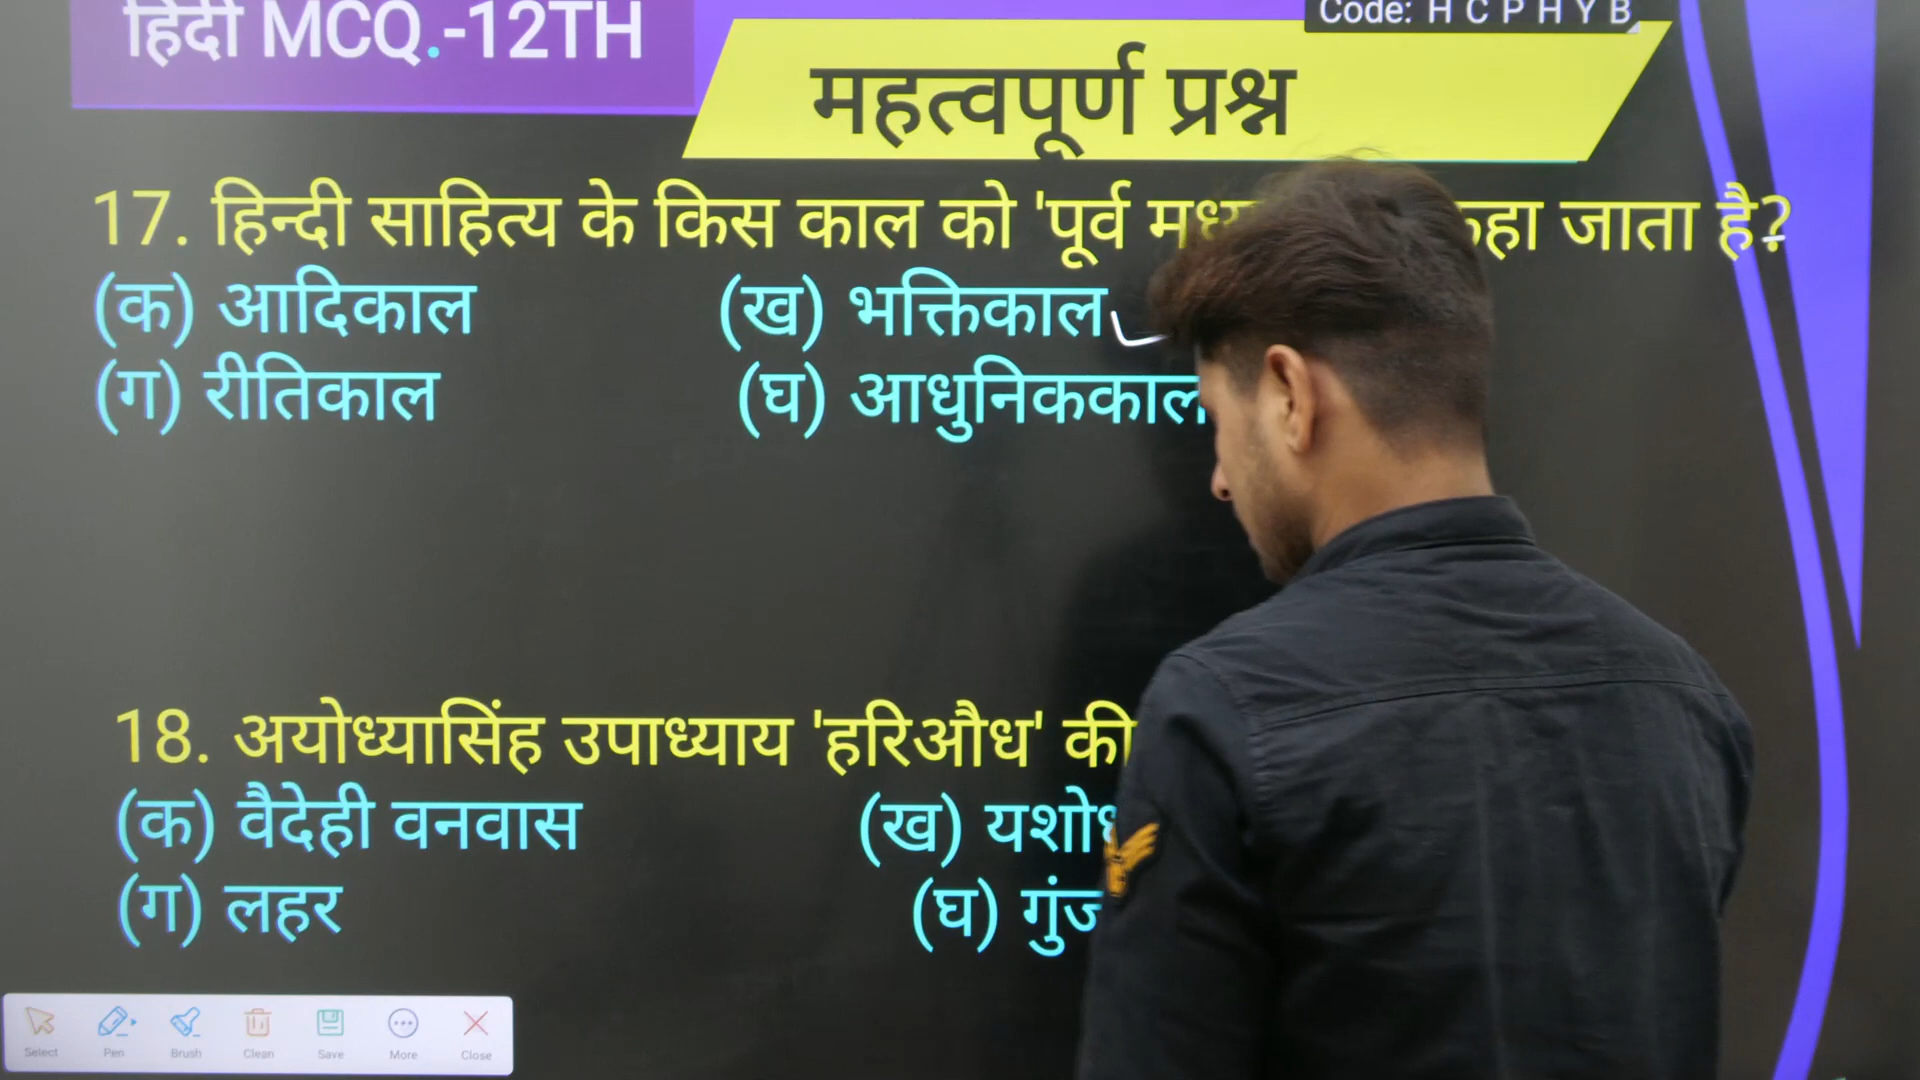 हिंदी MCQ.-12TH
Code: H C P H Y B
महत्वपूर्ण प्रश्न
17. हिन्दी साहित्य के किस काल को 'पूर्व जाता है?
(क) आदिकाल (ख) भक्तिकाल
(ग) रीतिकाल (घ) आधुनिककाल
18. अयोध्यासिंह उपाध्याय 'हरिऔध' की
(क) वैदेही वनवास (ख)
(ग) लहर (घ)
Select Pen Brush Clean Save More Close